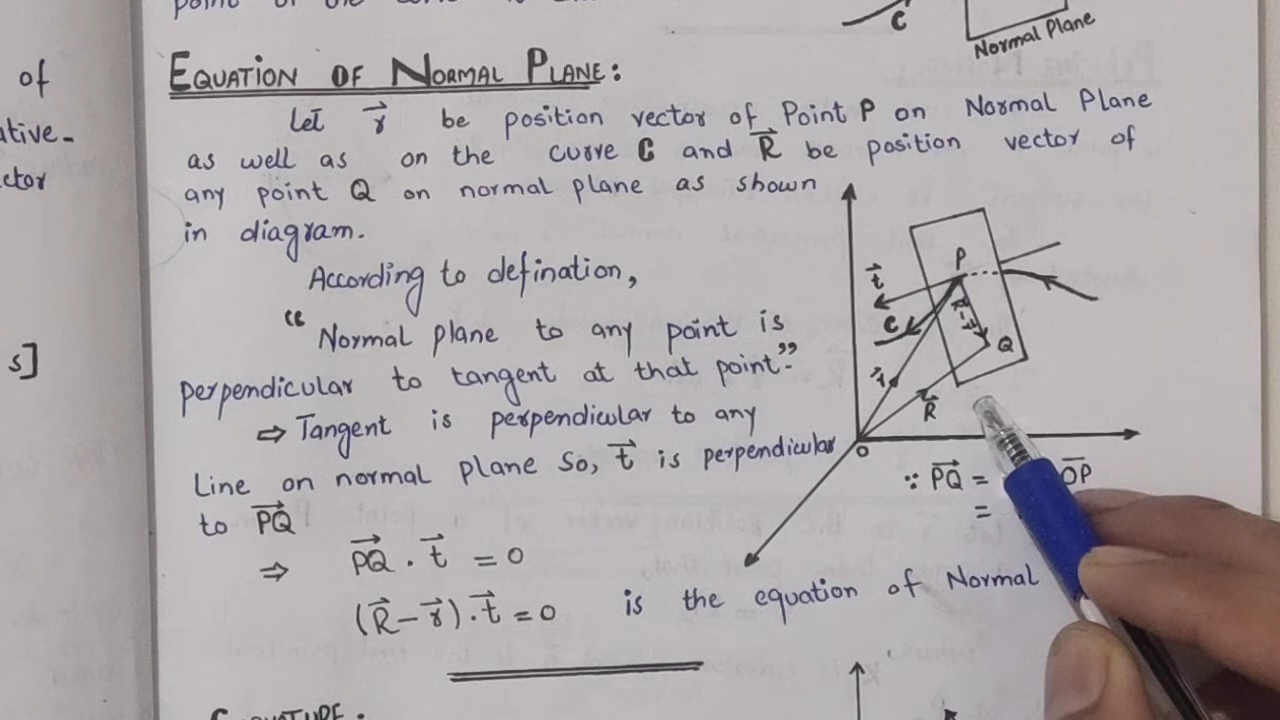 of
s]
C
Normal Plane
EQUATION OF NORMAL PLANE:
Let r⃗ be position vector of Point P on Normal Plane
as well as on the curve C and R⃗ be position vector of
any point Q on normal plane as shown
in diagram.
According to defination,
“ Normal plane to any point is
perpendicular to tangent at that point”.
⇒ Tangent is perpendicular to any
Line on normal plane So, t⃗ is perpendicular
to PQ⃗
⇒ PQ⃗ . t⃗ = 0
(R⃗ – r⃗) . t⃗ = 0 is the equation of Normal
P
t⃗
C
R⃗-r⃗
Q
r⃗
R⃗
O
∵ PQ⃗ = OP⃗
=